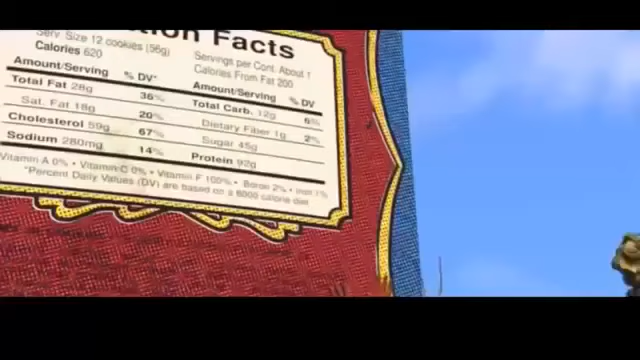 tion Facts
Serv. Size 12 cookies (56g)
Calories 620
Servings per Cont. About 1
Calories From Fat 200
Amount/Serving % DV*
Amount/Serving % DV
Total Fat 28g 36%
Total Carb. 12g 6%
Sat. Fat 18g 20%
Dietary Fiber 1g 2%
Cholesterol 59g 67%
Sugar 45g
Sodium 280mg 14%
Protein 92g
Vitamin A 0% • Vitamin C 0% • Vitamin F 100% • Boron 2% • Iron 1%
*Percent Daily Values (DV) are based on a 6000 calorie diet